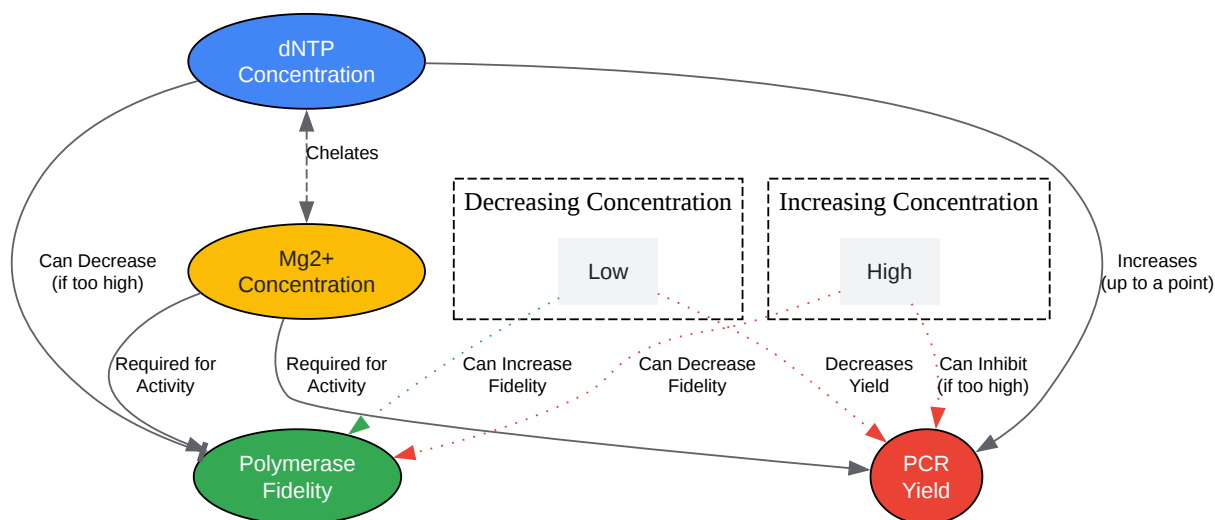 dNTP
Concentration
Chelates
Decreasing Concentration
Increasing Concentration
Mg2+
Concentration
Low
High
Can Decrease
(if too high)
Increases
(up to a point)
Required for
Activity
Required for
Activity
Can Increase
Fidelity
Can Decrease
Fidelity
Decreases
Yield
Can Inhibit
(if too high)
Polymerase
Fidelity
PCR
Yield